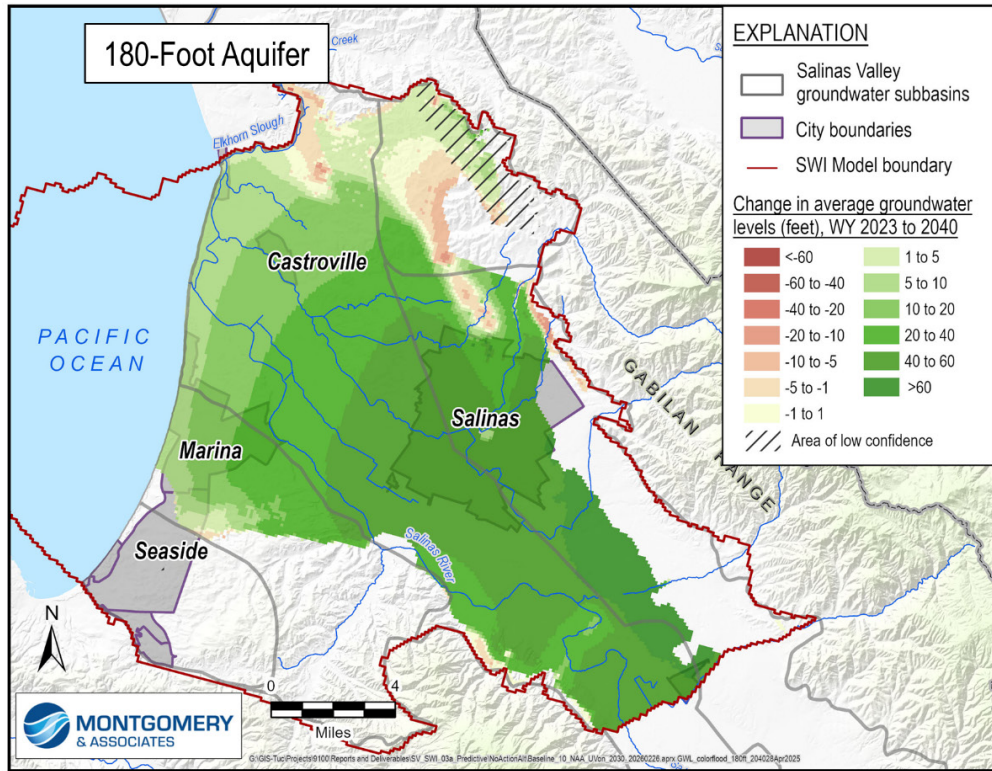 180-Foot Aquifer
Creek
Elkhorn Slough
Castroville
PACIFIC
OCEAN
Salinas
Marina
Seaside
Salinas
River
GABILAN RANGE
N
0 4
Miles
MONTGOMERY
& ASSOCIATES
EXPLANATION
Salinas Valley
groundwater subbasins
City boundaries
SWI Model boundary
Change in average groundwater
levels (feet), WY 2023 to 2040
<-60
-60 to -40
-40 to -20
-20 to -10
-10 to -5
-5 to -1
-1 to 1
1 to 5
5 to 10
10 to 20
20 to 40
40 to 60
>60
Area of low confidence